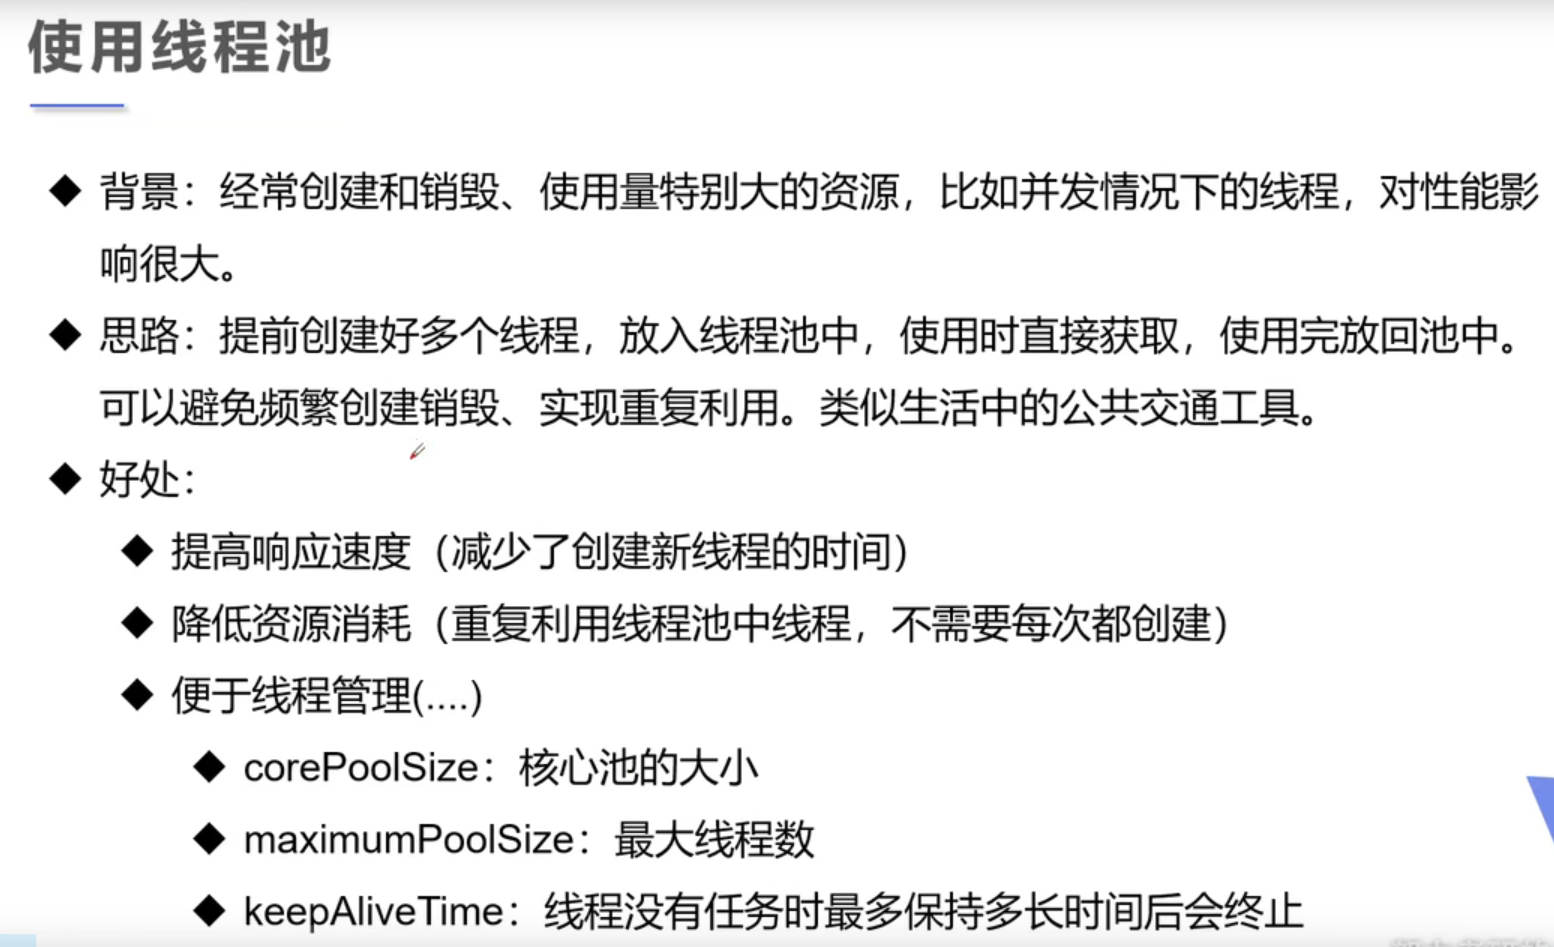 使用线程池
背景：经常创建和销毁、使用量特别大的资源，比如并发情况下的线程，对性能影
响很大。
思路：提前创建好多个线程，放入线程池中，使用时直接获取，使用完放回池中。
可以避免频繁创建销毁、实现重复利用。类似生活中的公共交通工具。
好处：
提高响应速度（减少了创建新线程的时间）
降低资源消耗（重复利用线程池中线程，不需要每次都创建）
便于线程管理(....)
corePoolSize：核心池的大小
maximumPoolSize：最大线程数
keepAliveTime：线程没有任务时最多保持多长时间后会终止